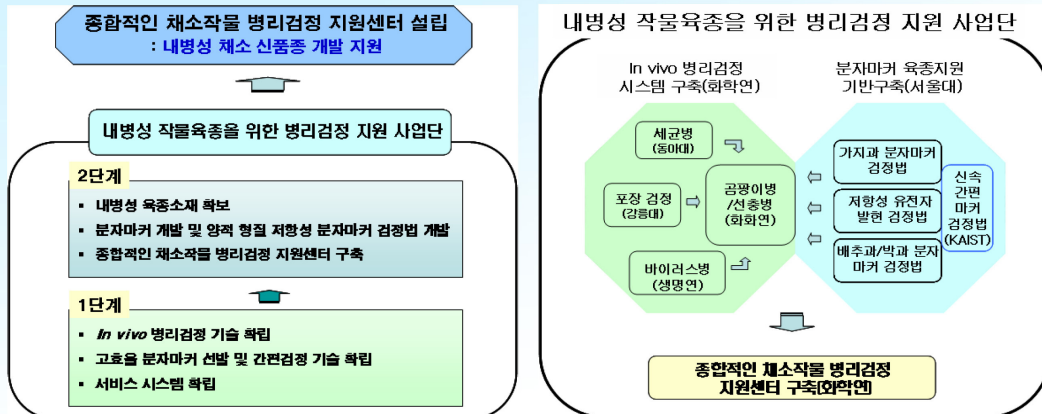 종합적인 채소작물 병리검정 지원센터 설립
: 내병성 채소 신품종 개발 지원
내병성 작물육종을 위한 병리검정 지원 사업단
2단계
▪ 내병성 육종소재 확보
▪ 분자마커 개발 및 양적 형질 저항성 분자마커 검정법 개발
▪ 종합적인 채소작물 병리검정 지원센터 구축
1단계
▪ In vivo 병리검정 기술 확립
▪ 고효율 분자마커 선발 및 간편검정 기술 확립
▪ 서비스 시스템 확립
내병성 작물육종을 위한 병리검정 지원 사업단
In vivo 병리검정
시스템 구축(화학연)
분자마커 육종지원
기반구축(서울대)
세균병
(동아대)
포장 검정
(강릉대)
바이러스병
(생명연)
곰팡이병
/선충병
(화화연)
가지과 분자마커
검정법
저항성 유전자
발현 검정법
배추과/박과 분자
마커 검정법
신속
간편
마커
검정법
(KAIST)
종합적인 채소작물 병리검정
지원센터 구축(화학연)